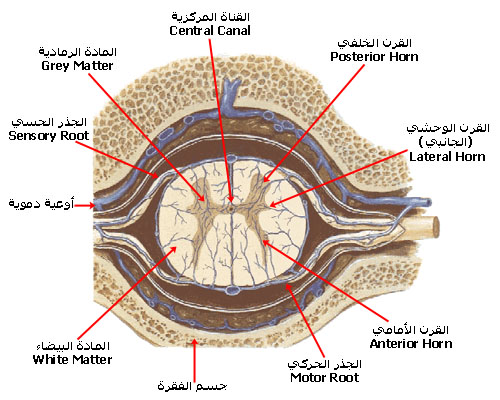 القناة المركزية
Central Canal
المادة الرمادية
Grey Matter
القرن الخلفي
Posterior Horn
الجذر الحسي
Sensory Root
القرن الوحشي
(الجانبي)
Lateral Horn
أوعية دموية
المادة البيضاء
White Matter
جسم الفقرة
الجذر الحركي
Motor Root
القرن الأمامي
Anterior Horn